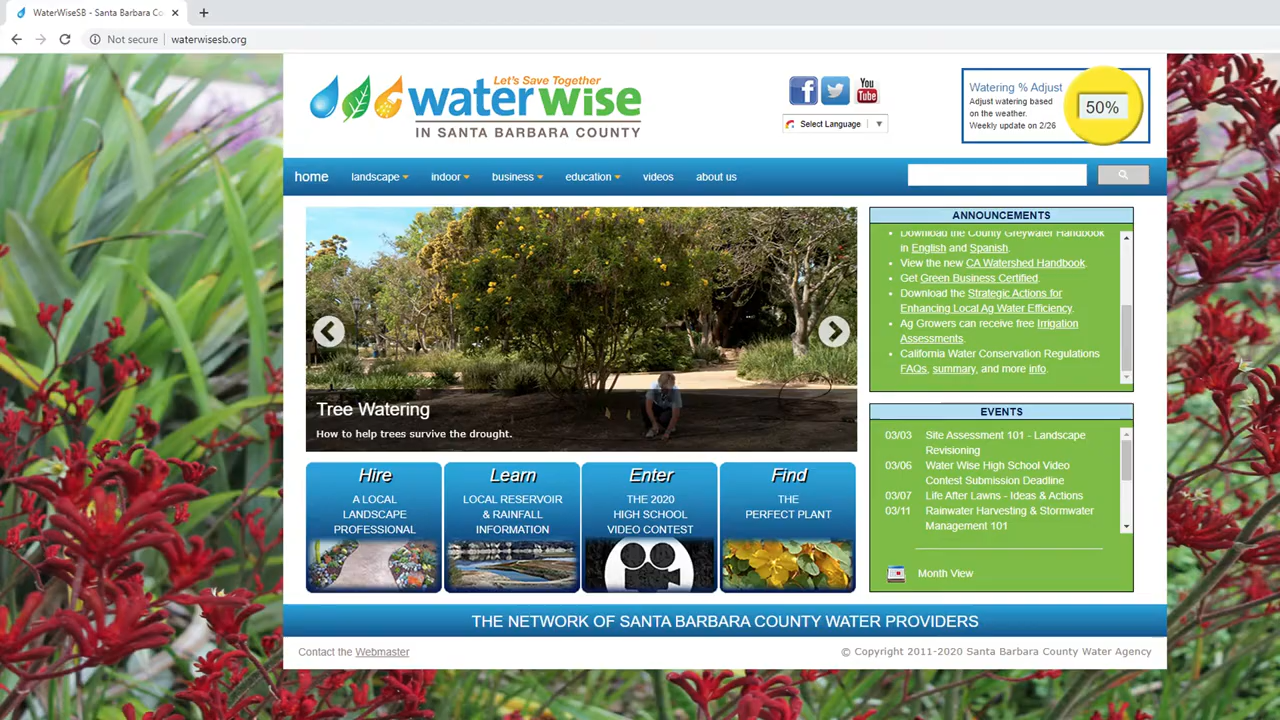 WaterWiseSB - Santa Barbara Co
Not secure
waterwisesb.org
Let's Save Together
waterwise
IN SANTA BARBARA COUNTY
You
Tube
Select Language
Watering % Adjust
Adjust watering based
on the weather.
Weekly update on 2/26
50%
home
landscape
indoor
business
education
videos
about us
Tree Watering
How to help trees survive the drought.
Hire
A LOCAL
LANDSCAPE
PROFESSIONAL
Learn
LOCAL RESERVOIR
& RAINFALL
INFORMATION
Enter
THE 2020
HIGH SCHOOL
VIDEO CONTEST
Find
THE
PERFECT PLANT
ANNOUNCEMENTS
Download the County Greywater Handbook
in English and Spanish.
View the new CA Watershed Handbook.
Get Green Business Certified.
Download the Strategic Actions for
Enhancing Local Ag Water Efficiency.
Ag Growers can receive free Irrigation
Assessments.
California Water Conservation Regulations
FAQs, summary, and more info.
EVENTS
03/03 Site Assessment 101 - Landscape
Revisioning
03/06 Water Wise High School Video
Contest Submission Deadline
03/07 Life After Lawns - Ideas & Actions
03/11 Rainwater Harvesting & Stormwater
Management 101
Month View
THE NETWORK OF SANTA BARBARA COUNTY WATER PROVIDERS
Contact the Webmaster
© Copyright 2011-2020 Santa Barbara County Water Agency